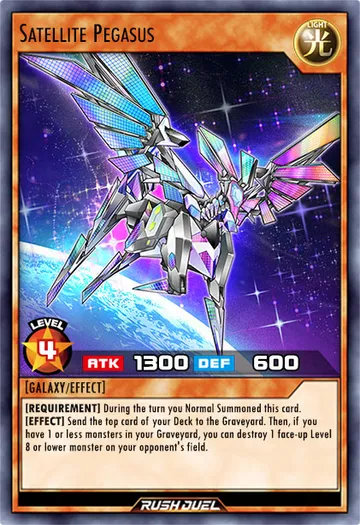 Satellite Pegasus
LIGHT
光
LEVEL
4
ATK 1300 DEF 600
[GALAXY/EFFECT]
[REQUIREMENT] During the turn you Normal Summoned this card.
[EFFECT] Send the top card of your Deck to the Graveyard. Then, if you
have 1 or less monsters in your Graveyard, you can destroy 1 face-up Level
8 or lower monster on your opponent's field.
RUSH DUEL